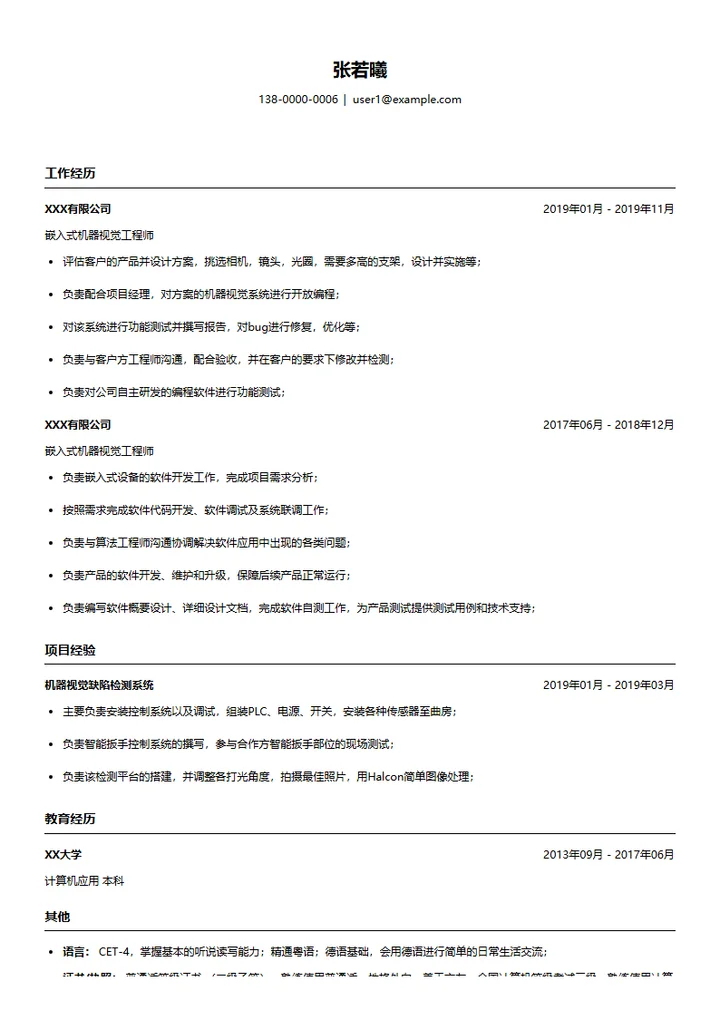 张若曦
138-0000-0006 | user1@example.com
工作经历
XXX有限公司 2019年01月 - 2019年11月
嵌入式机器视觉工程师
• 评估客户的产品并设计方案，挑选相机，镜头，光圈，需要多高的支架，设计并实施等；
• 负责配合项目经理，对方案的机器视觉系统进行开放编程；
• 对该系统进行功能测试并撰写报告，对bug进行修复，优化等；
• 负责与客户方工程师沟通，配合验收，并在客户的要求下修改并检测；
• 负责对公司自主研发的编程软件进行功能测试；
XXX有限公司 2017年06月 - 2018年12月
嵌入式机器视觉工程师
• 负责嵌入式设备的软件开发工作，完成项目需求分析；
• 按照需求完成软件代码开发、软件调试及系统联调工作；
• 负责与算法工程师沟通协调解决软件应用中出现的各类问题；
• 负责产品的软件开发、维护和升级，保障后续产品正常运行；
• 负责编写软件概要设计、详细设计文档，完成软件自测工作，为产品测试提供测试用例和技术支持；
项目经验
机器视觉缺陷检测系统 2019年01月 - 2019年03月
• 主要负责安装控制系统以及调试，组装PLC、电源、开关，安装各种传感器至曲房；
• 负责智能扳手控制系统的撰写，参与合作方智能扳手部位的现场测试；
• 负责该检测平台的搭建，并调整各打光角度，拍摄最佳照片，用Halcon简单图像处理；
教育经历
XX大学 2013年09月 - 2017年06月
计算机应用 本科
其他
• 语言： CET-4，掌握基本的听说读写能力；精通粤语；德语基础，会用德语进行简单的日常生活交流；